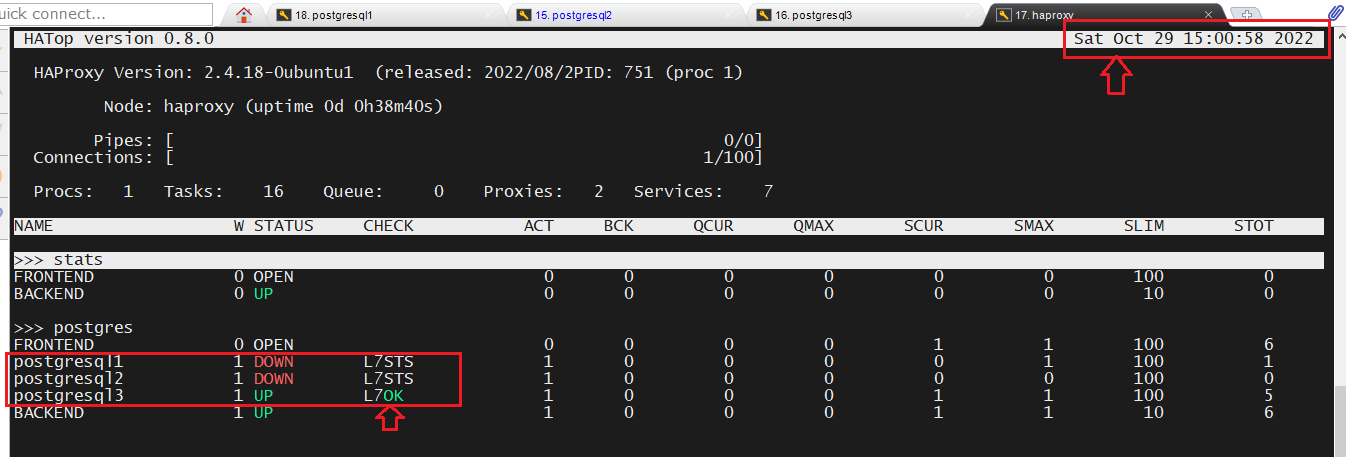 uick connect...
18. postgresql1
15. postgresql2
16. postgresql3
17. haproxy
HATop version 0.8.0 Sat Oct 29 15:00:58 2022
HAProxy Version: 2.4.18-0ubuntu1 (released: 2022/08/2PID: 751 (proc 1)
Node: haproxy (uptime 0d 0h38m40s)
Pipes: [ 0/0]
Connections: [ 1/100]
Procs: 1 Tasks: 16 Queue: 0 Proxies: 2 Services: 7
NAME W STATUS CHECK ACT BCK QCUR QMAX SCUR SMAX SLIM STOT
>>> stats
FRONTEND 0 OPEN 0 0 0 0 0 0 100 0
BACKEND 0 UP 0 0 0 0 0 0 10 0
>>> postgres
FRONTEND 0 OPEN 0 0 0 0 1 1 100 6
postgresql1 1 DOWN L7STS 1 0 0 0 0 1 100 1
postgresql2 1 DOWN L7STS 1 0 0 0 0 0 100 0
postgresql3 1 UP L7OK 1 0 0 0 1 1 100 5
BACKEND 0 UP 1 0 0 0 1 1 10 6